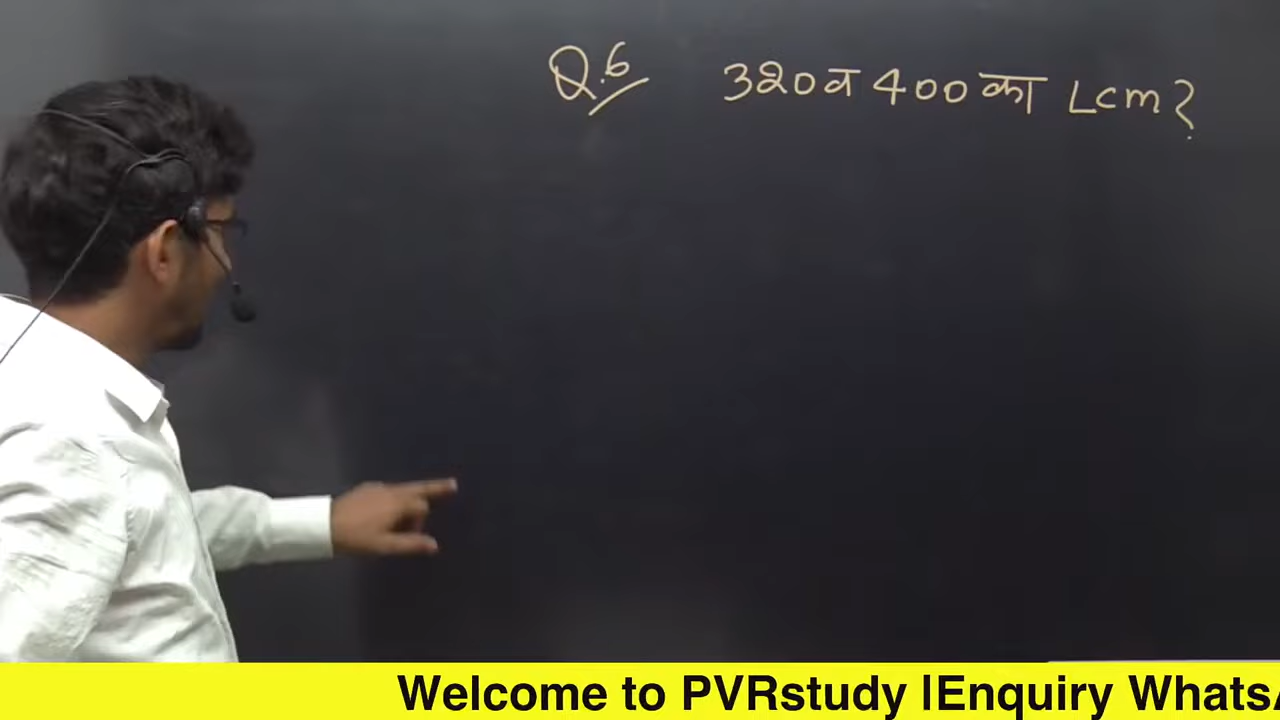 Q.6 320 व 400 का Lcm?
Welcome to PVRstudy |Enquiry Whats